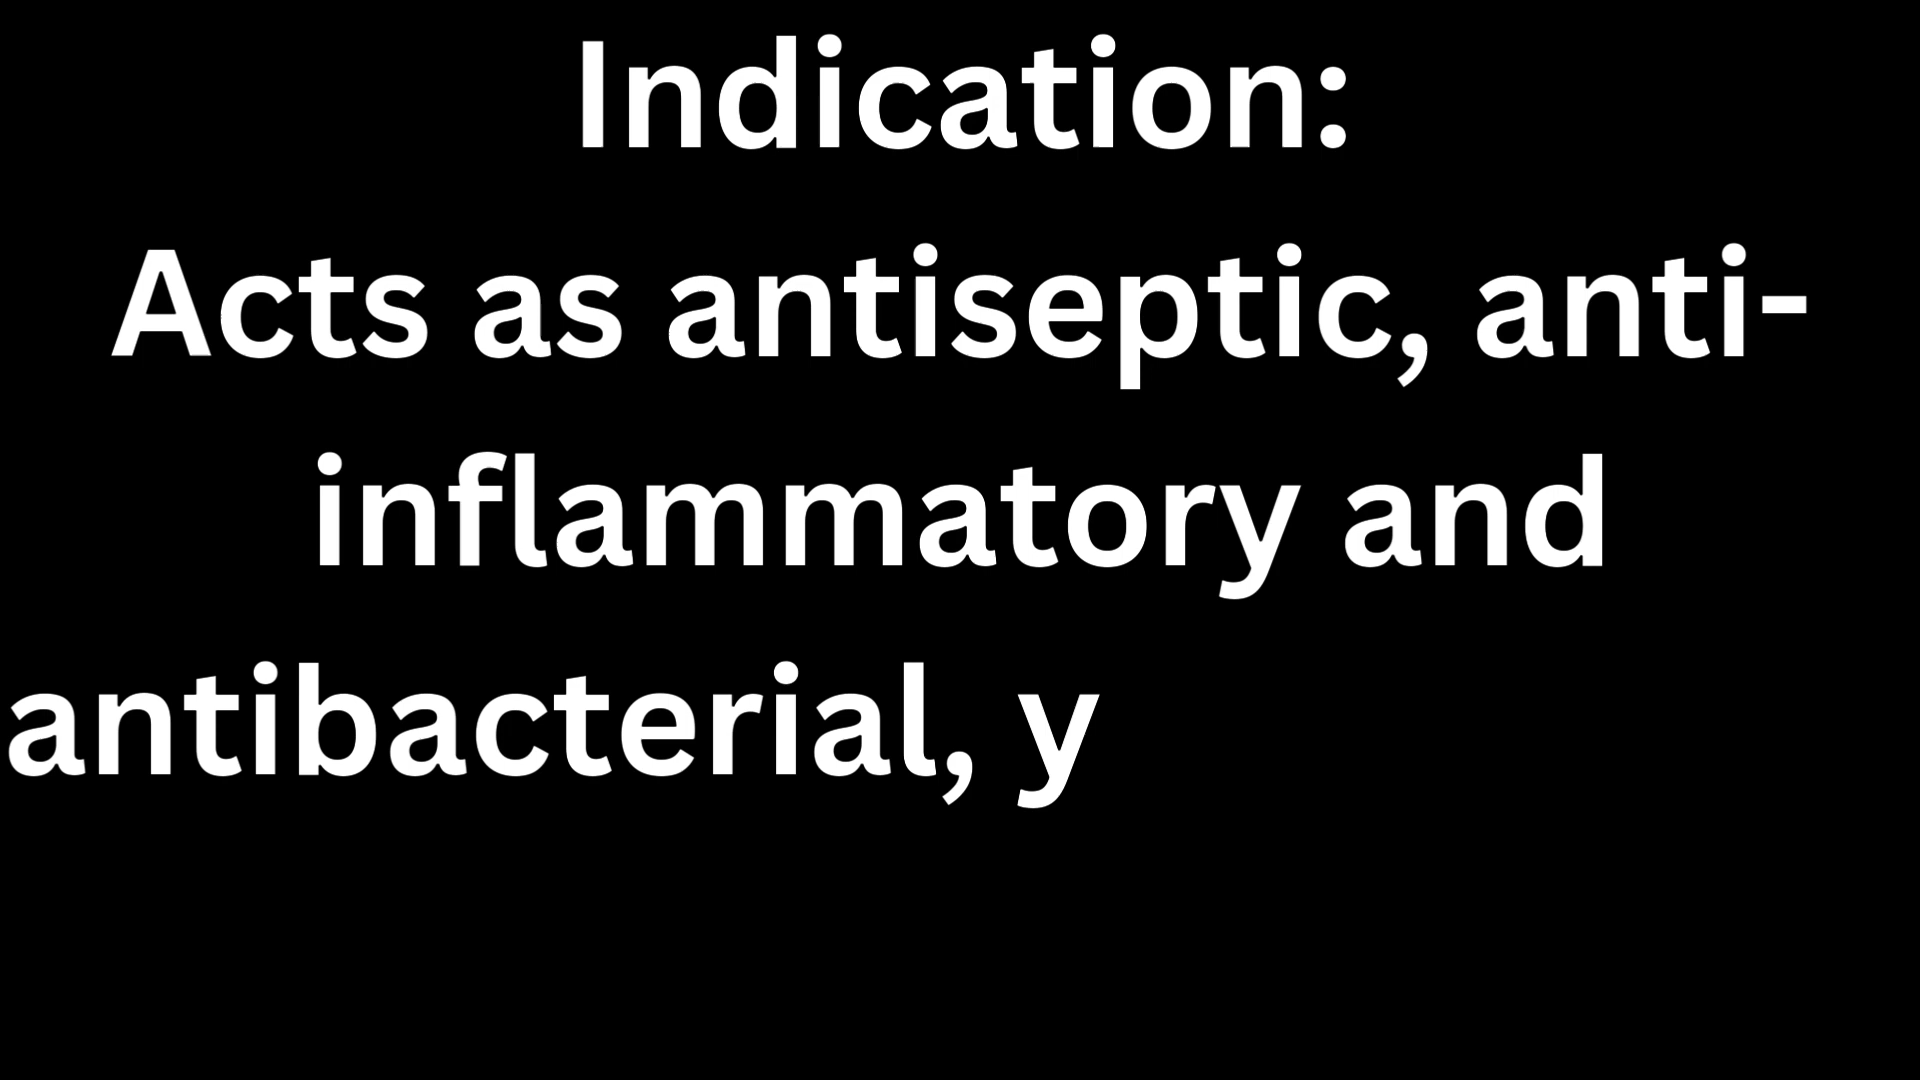 Indication:
Acts as antiseptic, anti-
inflammatory and
antibacterial, y